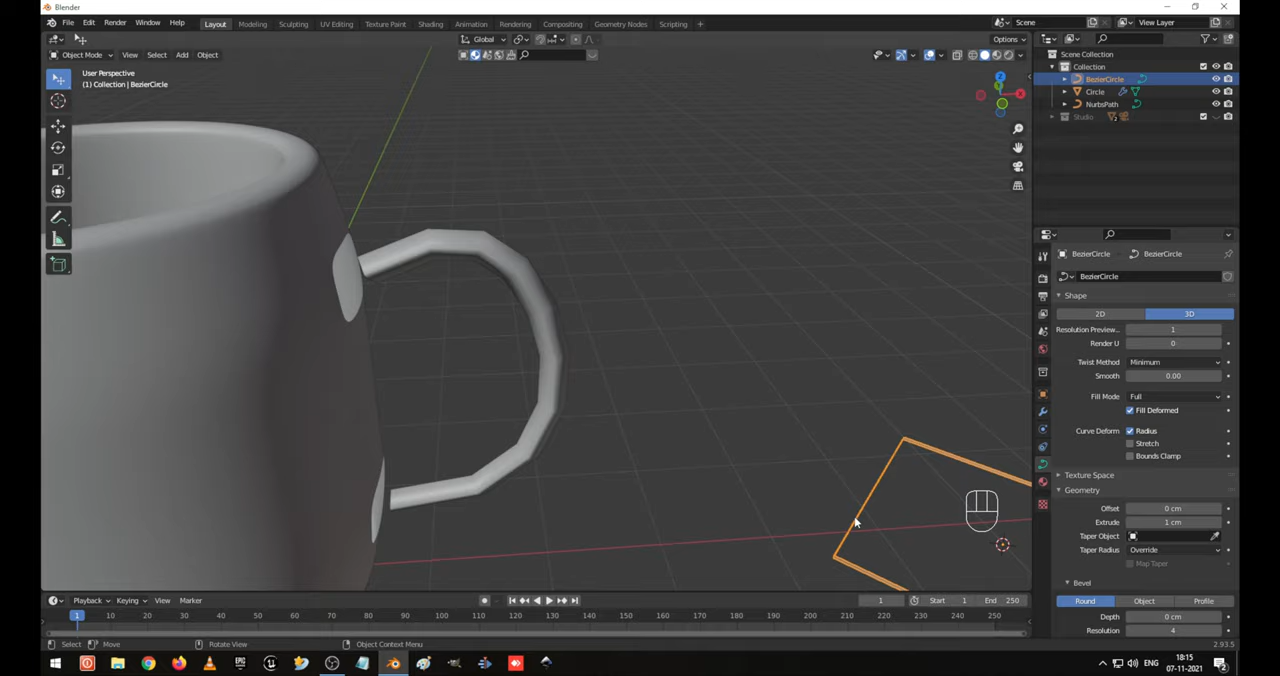 Blender
File Edit Render Window Help Layout Modeling Sculpting UV Editing Texture Paint Shading Animation Rendering Compositing Geometry Nodes Scripting + Scene View Layer
Global Options
Object Mode View Select Add Object
User Perspective
(1) Collection | BezierCircle
Z
X
Y
Scene Collection
Collection
BezierCircle
Circle
NurbsPath
Studio 2
BezierCircle BezierCircle
BezierCircle
Shape
2D 3D
Resolution Preview... 1
Render U 0
Twist Method Minimum
Smooth 0.00
Fill Mode Full
Fill Deformed
Curve Deform Radius
Stretch
Bounds Clamp
Texture Space
Geometry
Offset 0 cm
Extrude 1 cm
Taper Object
Taper Radius Override
Map Taper
Bevel
Round Object Profile
Depth 0 cm
Resolution 4
Playback Keying View Marker 1 Start 1 End 250
1 10 20 30 40 50 60 70 80 90 100 110 120 130 140 150 160 170 180 190 200 210 220 230 240 250
Select Move Rotate View Object Context Menu 2.93.5
ENG 18:15
07-11-2021 2